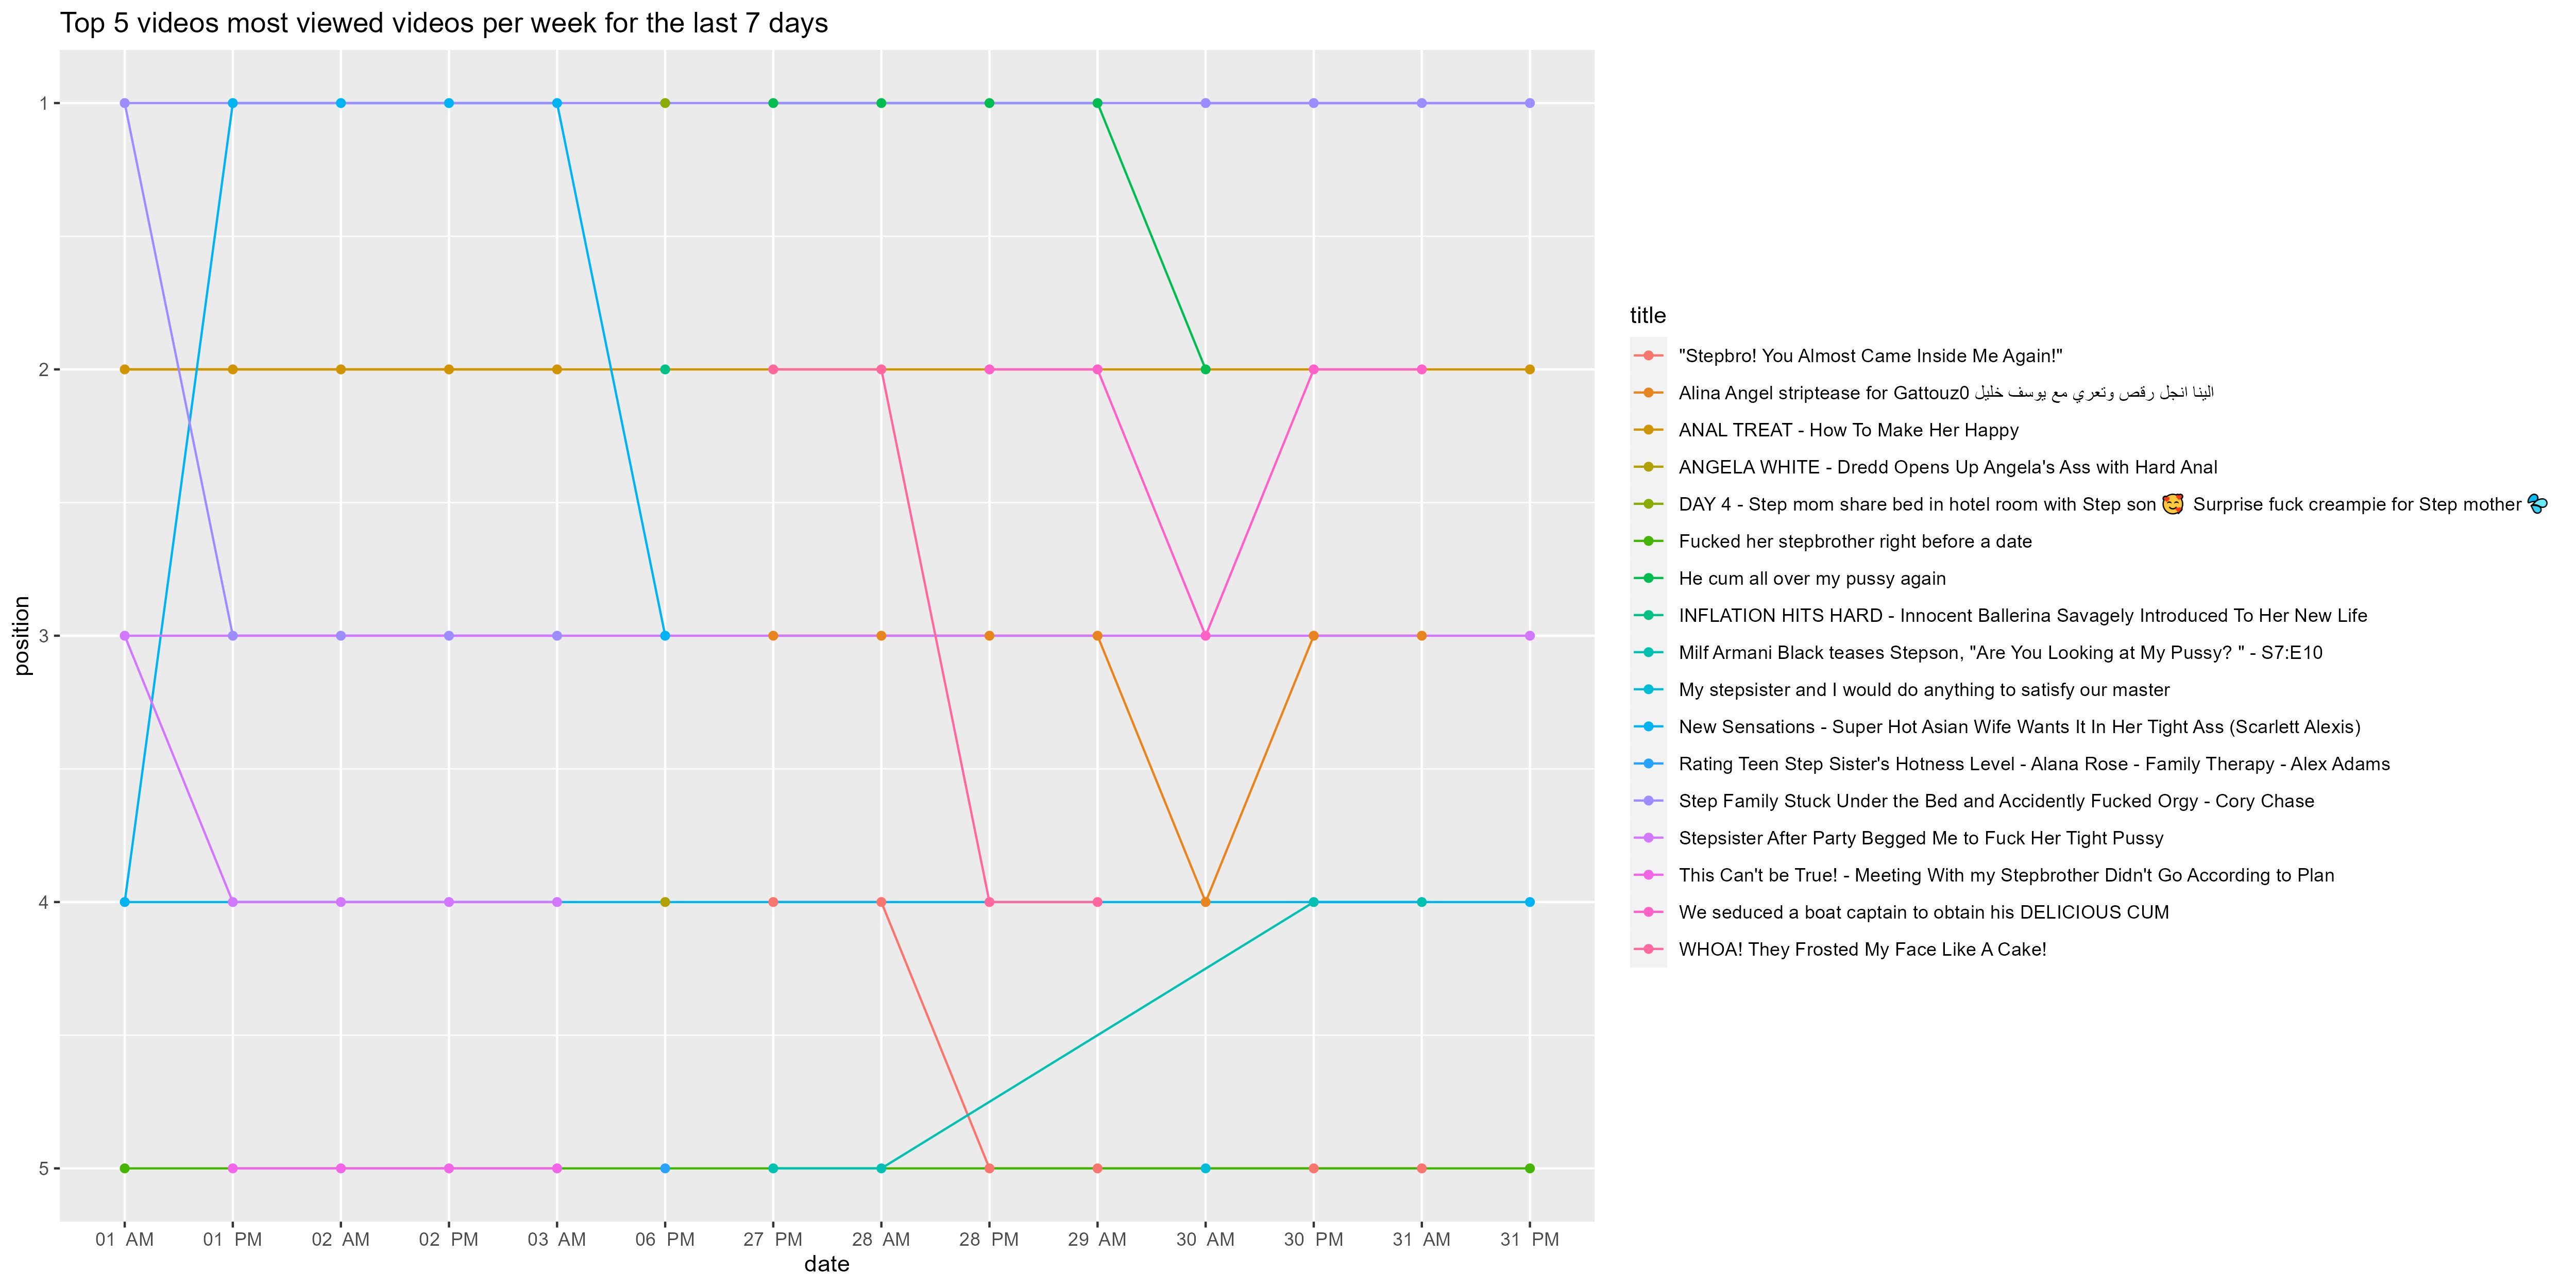 Top 5 videos most viewed videos per week for the last 7 days
position
1
2
3
4
5
01 AM
01 PM
02 AM
02 PM
03 AM
06 PM
27 PM
28 AM
28 PM
29 AM
30 AM
30 PM
31 AM
31 PM
date
title
"Stepbro! You Almost Came Inside Me Again!"
Alina Angel striptease for Gattouz0 الينا انجل رقص وتعري مع يوسف خليل
ANAL TREAT - How To Make Her Happy
ANGELA WHITE - Dredd Opens Up Angela's Ass with Hard Anal
DAY 4 - Step mom share bed in hotel room with Step son 🥰 Surprise fuck creampie for Step mother 💦
Fucked her stepbrother right before a date
He cum all over my pussy again
INFLATION HITS HARD - Innocent Ballerina Savagely Introduced To Her New Life
Milf Armani Black teases Stepson, "Are You Looking at My Pussy? " - S7:E10
My stepsister and I would do anything to satisfy our master
New Sensations - Super Hot Asian Wife Wants It In Her Tight Ass (Scarlett Alexis)
Rating Teen Step Sister's Hotness Level - Alana Rose - Family Therapy - Alex Adams
Step Family Stuck Under the Bed and Accidently Fucked Orgy - Cory Chase
Stepsister After Party Begged Me to Fuck Her Tight Pussy
This Can't be True! - Meeting With my Stepbrother Didn't Go According to Plan
We seduced a boat captain to obtain his DELICIOUS CUM
WHOA! They Frosted My Face Like A Cake!